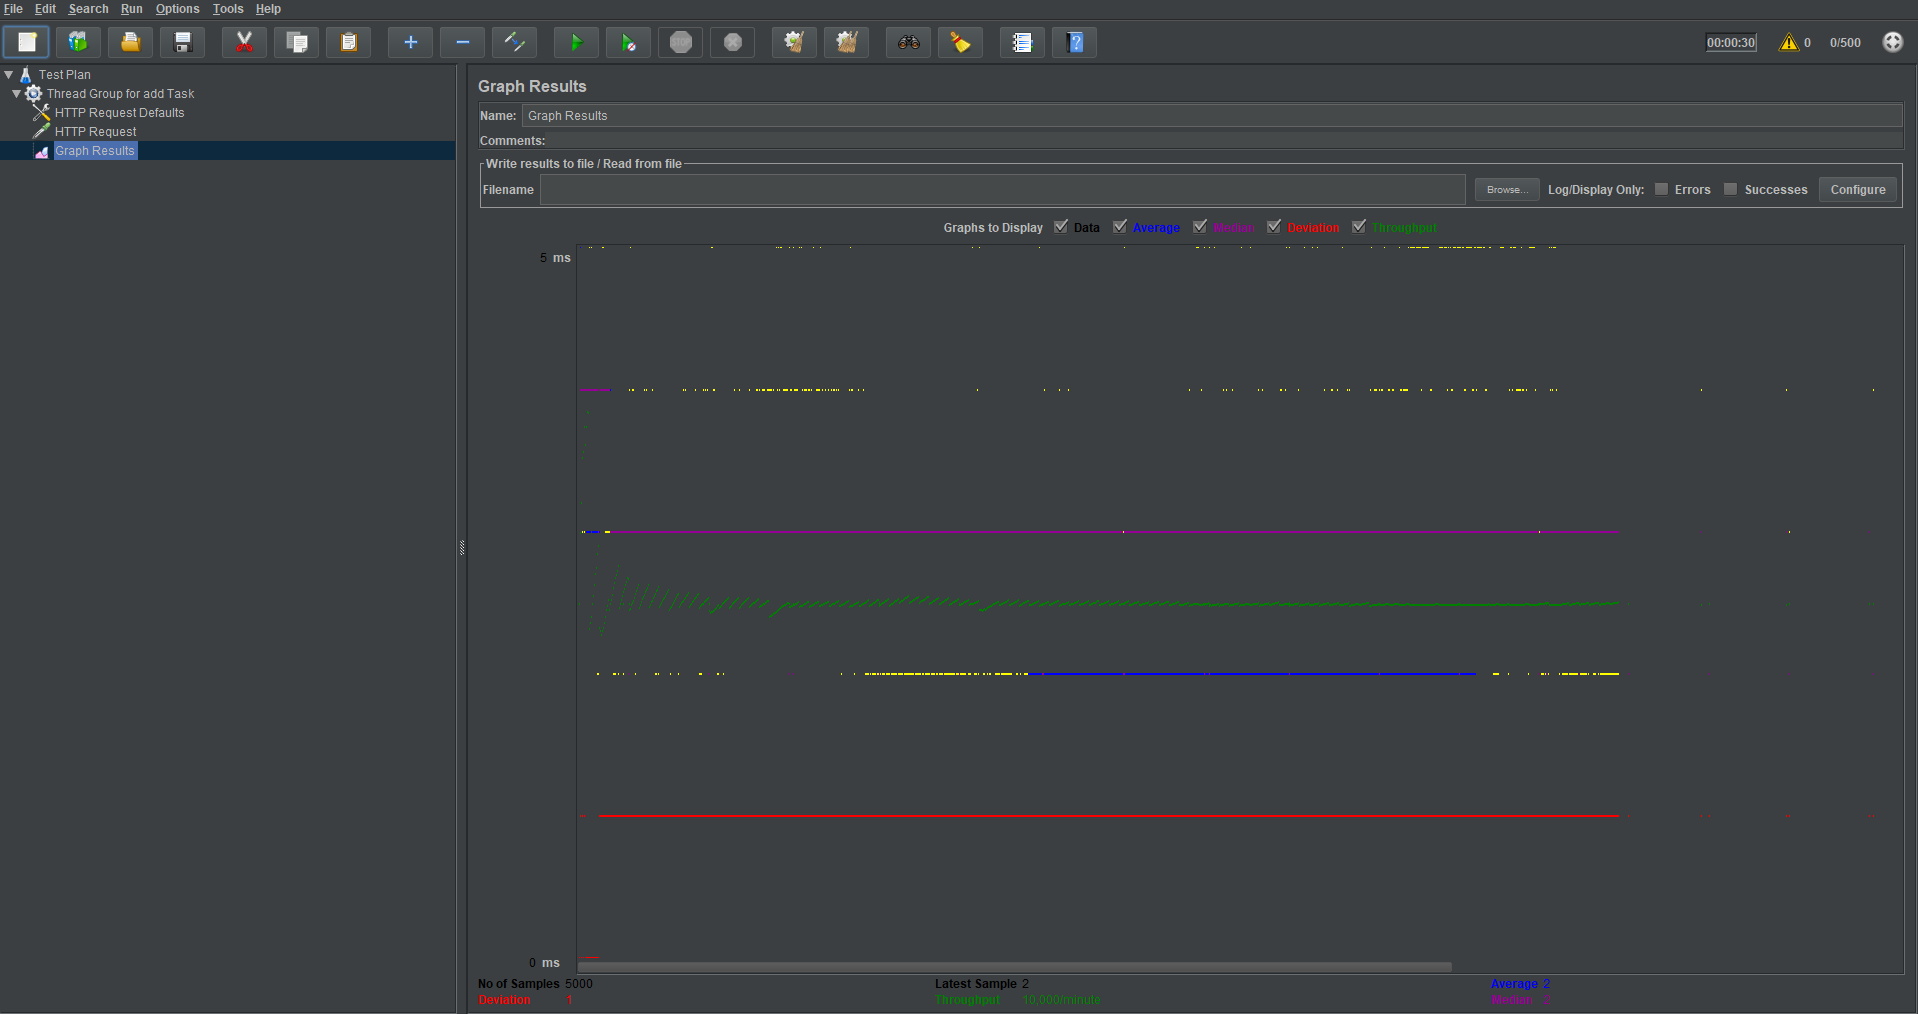 File Edit Search Run Options Tools Help
STOP
00:00:30 0 0/500
Test Plan
Thread Group for add Task
HTTP Request Defaults
HTTP Request
Graph Results
Graph Results
Name: Graph Results
Comments:
Write results to file / Read from file
Filename Browse... Log/Display Only: Errors Successes Configure
Graphs to Display Data Average Median Deviation Throughput
5 ms
0 ms
No of Samples 5000 Latest Sample 2 Average 2
Deviation 1 Throughput 10,000/minute Median